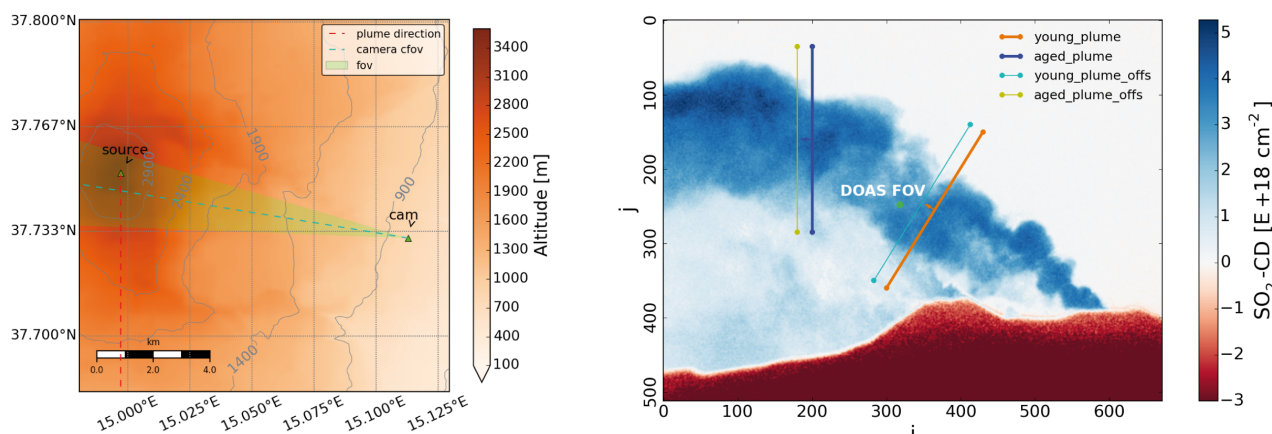 37.800°N
37.767°N
37.733°N
37.700°N
15.000°E
15.025°E
15.050°E
15.075°E
15.100°E
15.125°E
plume direction
camera cfov
fov
source
cam
2900
2400
1900
1400
900
km
0.0
2.0
4.0
3400
3100
2800
2500
2200
1900
1600
1300
1000
700
400
100
Altitude [m]
0
100
200
300
400
500
j
0
100
200
300
400
500
600
i
young_plume
aged_plume
young_plume_offs
aged_plume_offs
DOAS FOV
5
4
3
2
1
0
−1
−2
−3
SO₂-CD [E +18 cm⁻²]